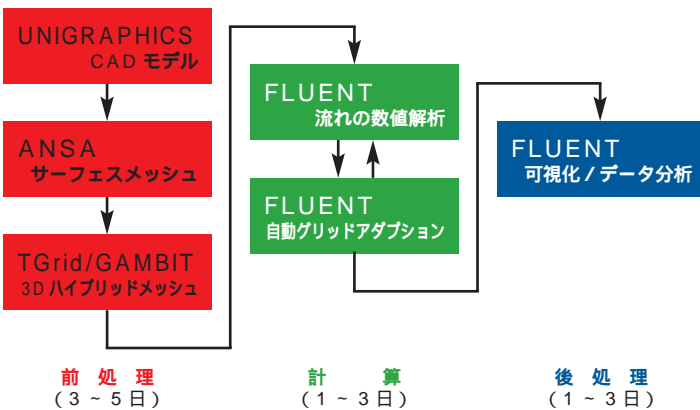 UNIGRAPHICS
CAD モデル
ANSA
サーフェスメッシュ
TGrid/GAMBIT
3D ハイブリッドメッシュ
前 処 理
(3 ~ 5日)
FLUENT
流れの数値解析
FLUENT
自動グリッドアダプション
計 算
(1 ~ 3日)
FLUENT
可視化 / データ分析
後 処 理
(1 ~ 3日)